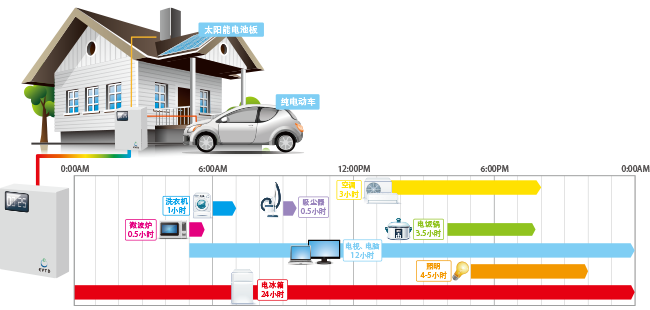 太阳能电池板
纯电动车
0:00AM
6:00AM
12:00PM
6:00PM
0:00AM
空调
3小时
洗衣机
1小时
吸尘器
0.5小时
微波炉
0.5小时
电饭锅
3.5小时
电视、电脑
12小时
照明
4-5小时
电冰箱
24小时